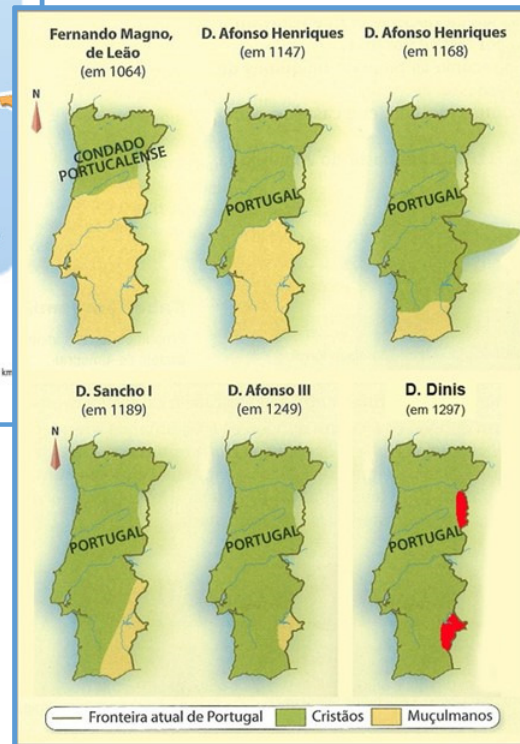 Fernando Magno,
de Leão
(em 1064)
D. Afonso Henriques
(em 1147)
D. Afonso Henriques
(em 1168)
N
CONDADO
PORTUCALENSE
PORTUGAL
PORTUGAL
km
D. Sancho I
(em 1189)
D. Afonso III
(em 1249)
D. Dinis
(em 1297)
N
PORTUGAL
PORTUGAL
PORTUGAL
Fronteira atual de Portugal
Cristãos
Muçulmanos